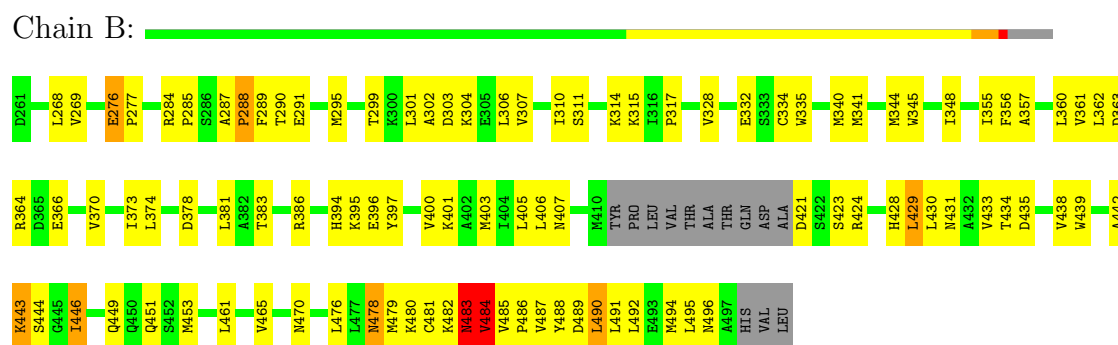 Chain B:
D261 L268 V269 E276 P277 R284 P285 S286 A287 P288 F289 T290 E291 M295 T299 K300 L301 A302 D303 K304 E305 L306 V307 I310 S311 K314 K315 I316 P317 V328 E332 S333 C334 W335 M340 M341 M344 W345 I348 I355 F356 A357 L360 V361 L362 D363
R364 D365 E366 V370 I373 L374 D378 L381 A382 T383 R386 H394 K395 E396 Y397 V400 K401 A402 M403 I404 L405 L406 N407 M410 TYR PRO LEU VAL THR ALA THR GLN ASP ALA D421 S422 S423 R424 H428 L429 L430 N431 A432 V433 T434 D435 V438 W439 A442
K443 S444 G445 I446 Q449 Q450 Q451 S452 M453 L461 V465 N470 L476 L477 N478 M479 K480 C481 K482 N483 V484 V485 P486 V487 Y488 D489 L490 L491 L492 E493 M494 L495 N496 A497 HIS VAL LEU